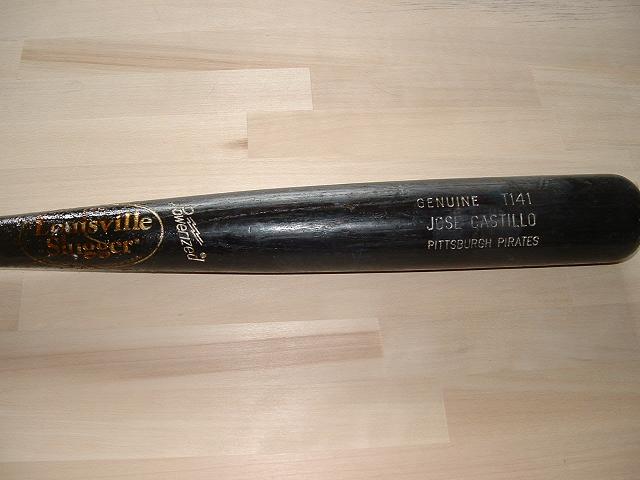 Louisville
Slugger
Powerized
GENUINE T141
JOSE CASTILLO
PITTSBURGH PIRATES